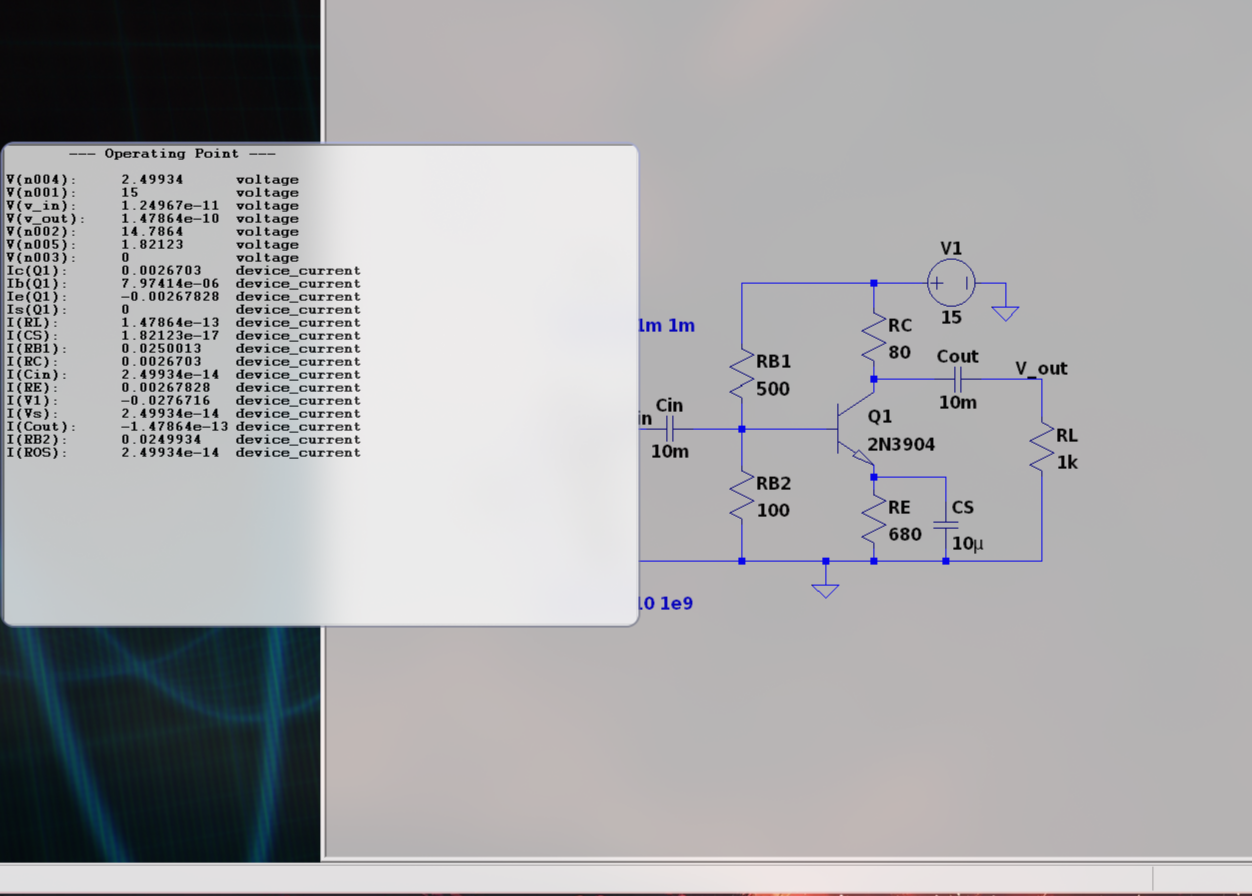 --- Operating Point ---
V(n004): 2.49934 voltage
V(n001): 15 voltage
V(v_in): 1.24967e-11 voltage
V(v_out): 1.47864e-10 voltage
V(n002): 14.7864 voltage
V(n005): 1.82123 voltage
V(n003): 0 voltage
Ic(Q1): 0.0026703 device_current
Ib(Q1): 7.97414e-06 device_current
Ie(Q1): -0.00267828 device_current
Is(Q1): 0 device_current
I(RL): 1.47864e-13 device_current
I(CS): 1.82123e-17 device_current
I(RB1): 0.0250013 device_current
I(RC): 0.0026703 device_current
I(Cin): 2.49934e-14 device_current
I(RE): 0.00267828 device_current
I(V1): -0.0276716 device_current
I(Vs): 2.49934e-14 device_current
I(Cout): -1.47864e-13 device_current
I(RB2): 0.0249934 device_current
I(ROS): 2.49934e-14 device_current
V1
15
1m 1m
RC
80
RB1
500
Cout
10m
V_out
in
Cin
10m
Q1
2N3904
RL
1k
RB2
100
RE
680
CS
10µ
10 1e9